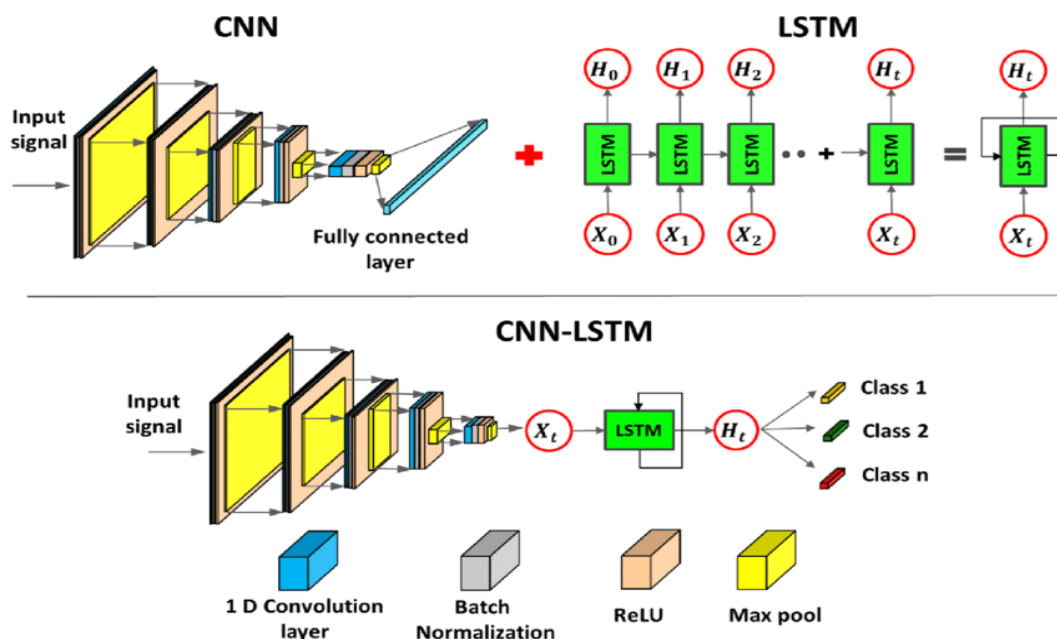 CNN
LSTM
Input
signal
Fully connected
layer
H₀ H₁ H₂ Hₜ Hₜ
LSTM LSTM LSTM LSTM LSTM
X₀ X₁ X₂ Xₜ Xₜ
+
•• +
=
CNN-LSTM
Input
signal
Xₜ
LSTM
Hₜ
Class 1
Class 2
Class n
1 D Convolution
layer
Batch
Normalization
ReLU
Max pool